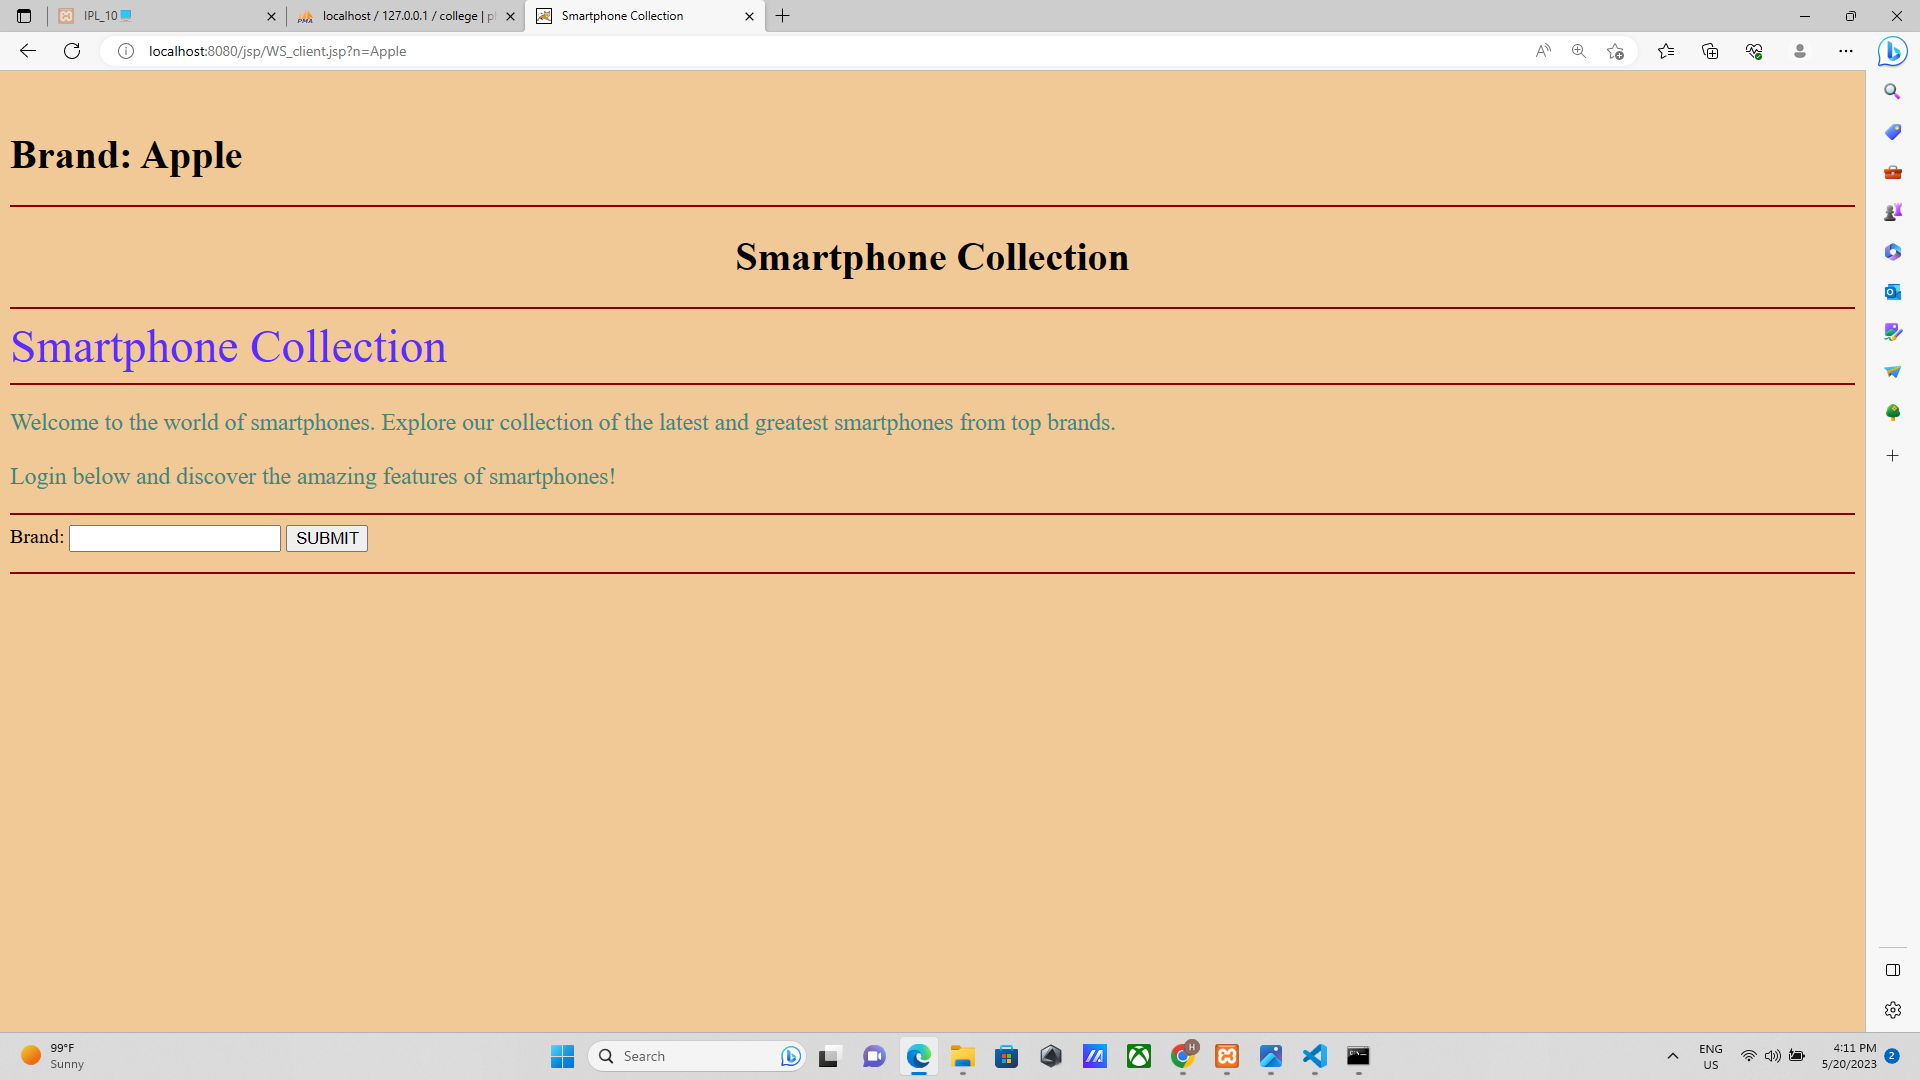 IPL_10
localhost / 127.0.0.1 / college | p
Smartphone Collection
localhost:8080/jsp/WS_client.jsp?n=Apple
Brand: Apple
Smartphone Collection
Smartphone Collection
Welcome to the world of smartphones. Explore our collection of the latest and greatest smartphones from top brands.
Login below and discover the amazing features of smartphones!
Brand: SUBMIT
99°F
Sunny
Search
H
ENG
US
4:11 PM
5/20/2023
2